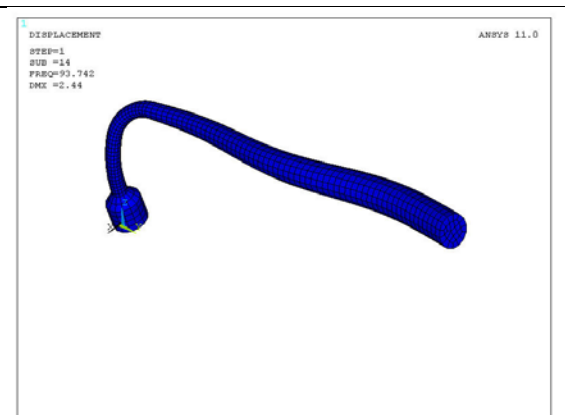 1
DISPLACEMENT
ANSYS 11.0
STEP=1
SUB =14
FREQ=93.742
DMX =2.44
Z